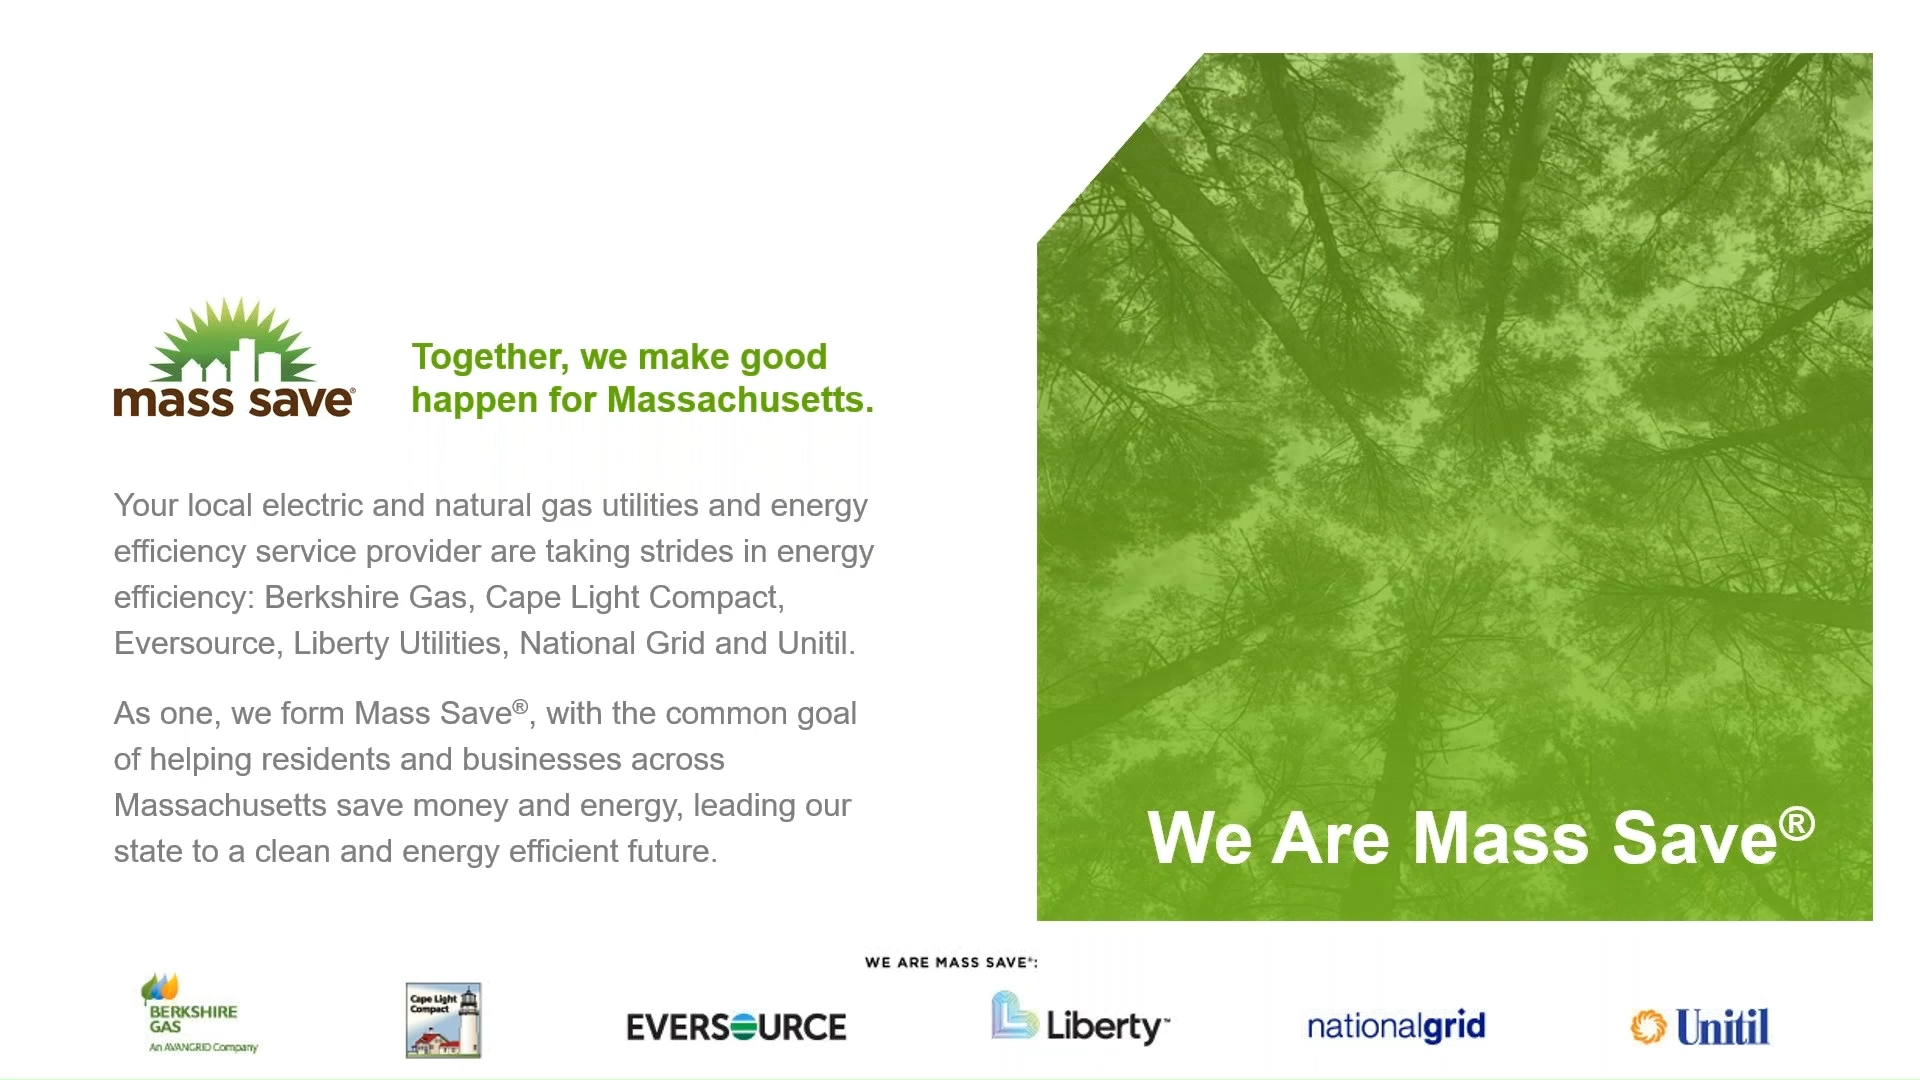 mass save®
Together, we make good
happen for Massachusetts.
Your local electric and natural gas utilities and energy
efficiency service provider are taking strides in energy
efficiency: Berkshire Gas, Cape Light Compact,
Eversource, Liberty Utilities, National Grid and Unitil.
As one, we form Mass Save®, with the common goal
of helping residents and businesses across
Massachusetts save money and energy, leading our
state to a clean and energy efficient future.
We Are Mass Save®
WE ARE MASS SAVE®:
BERKSHIRE
GAS
An AVANGRID Company
Cape Light
Compact
EVERSOURCE
Liberty™
nationalgrid
Unitil